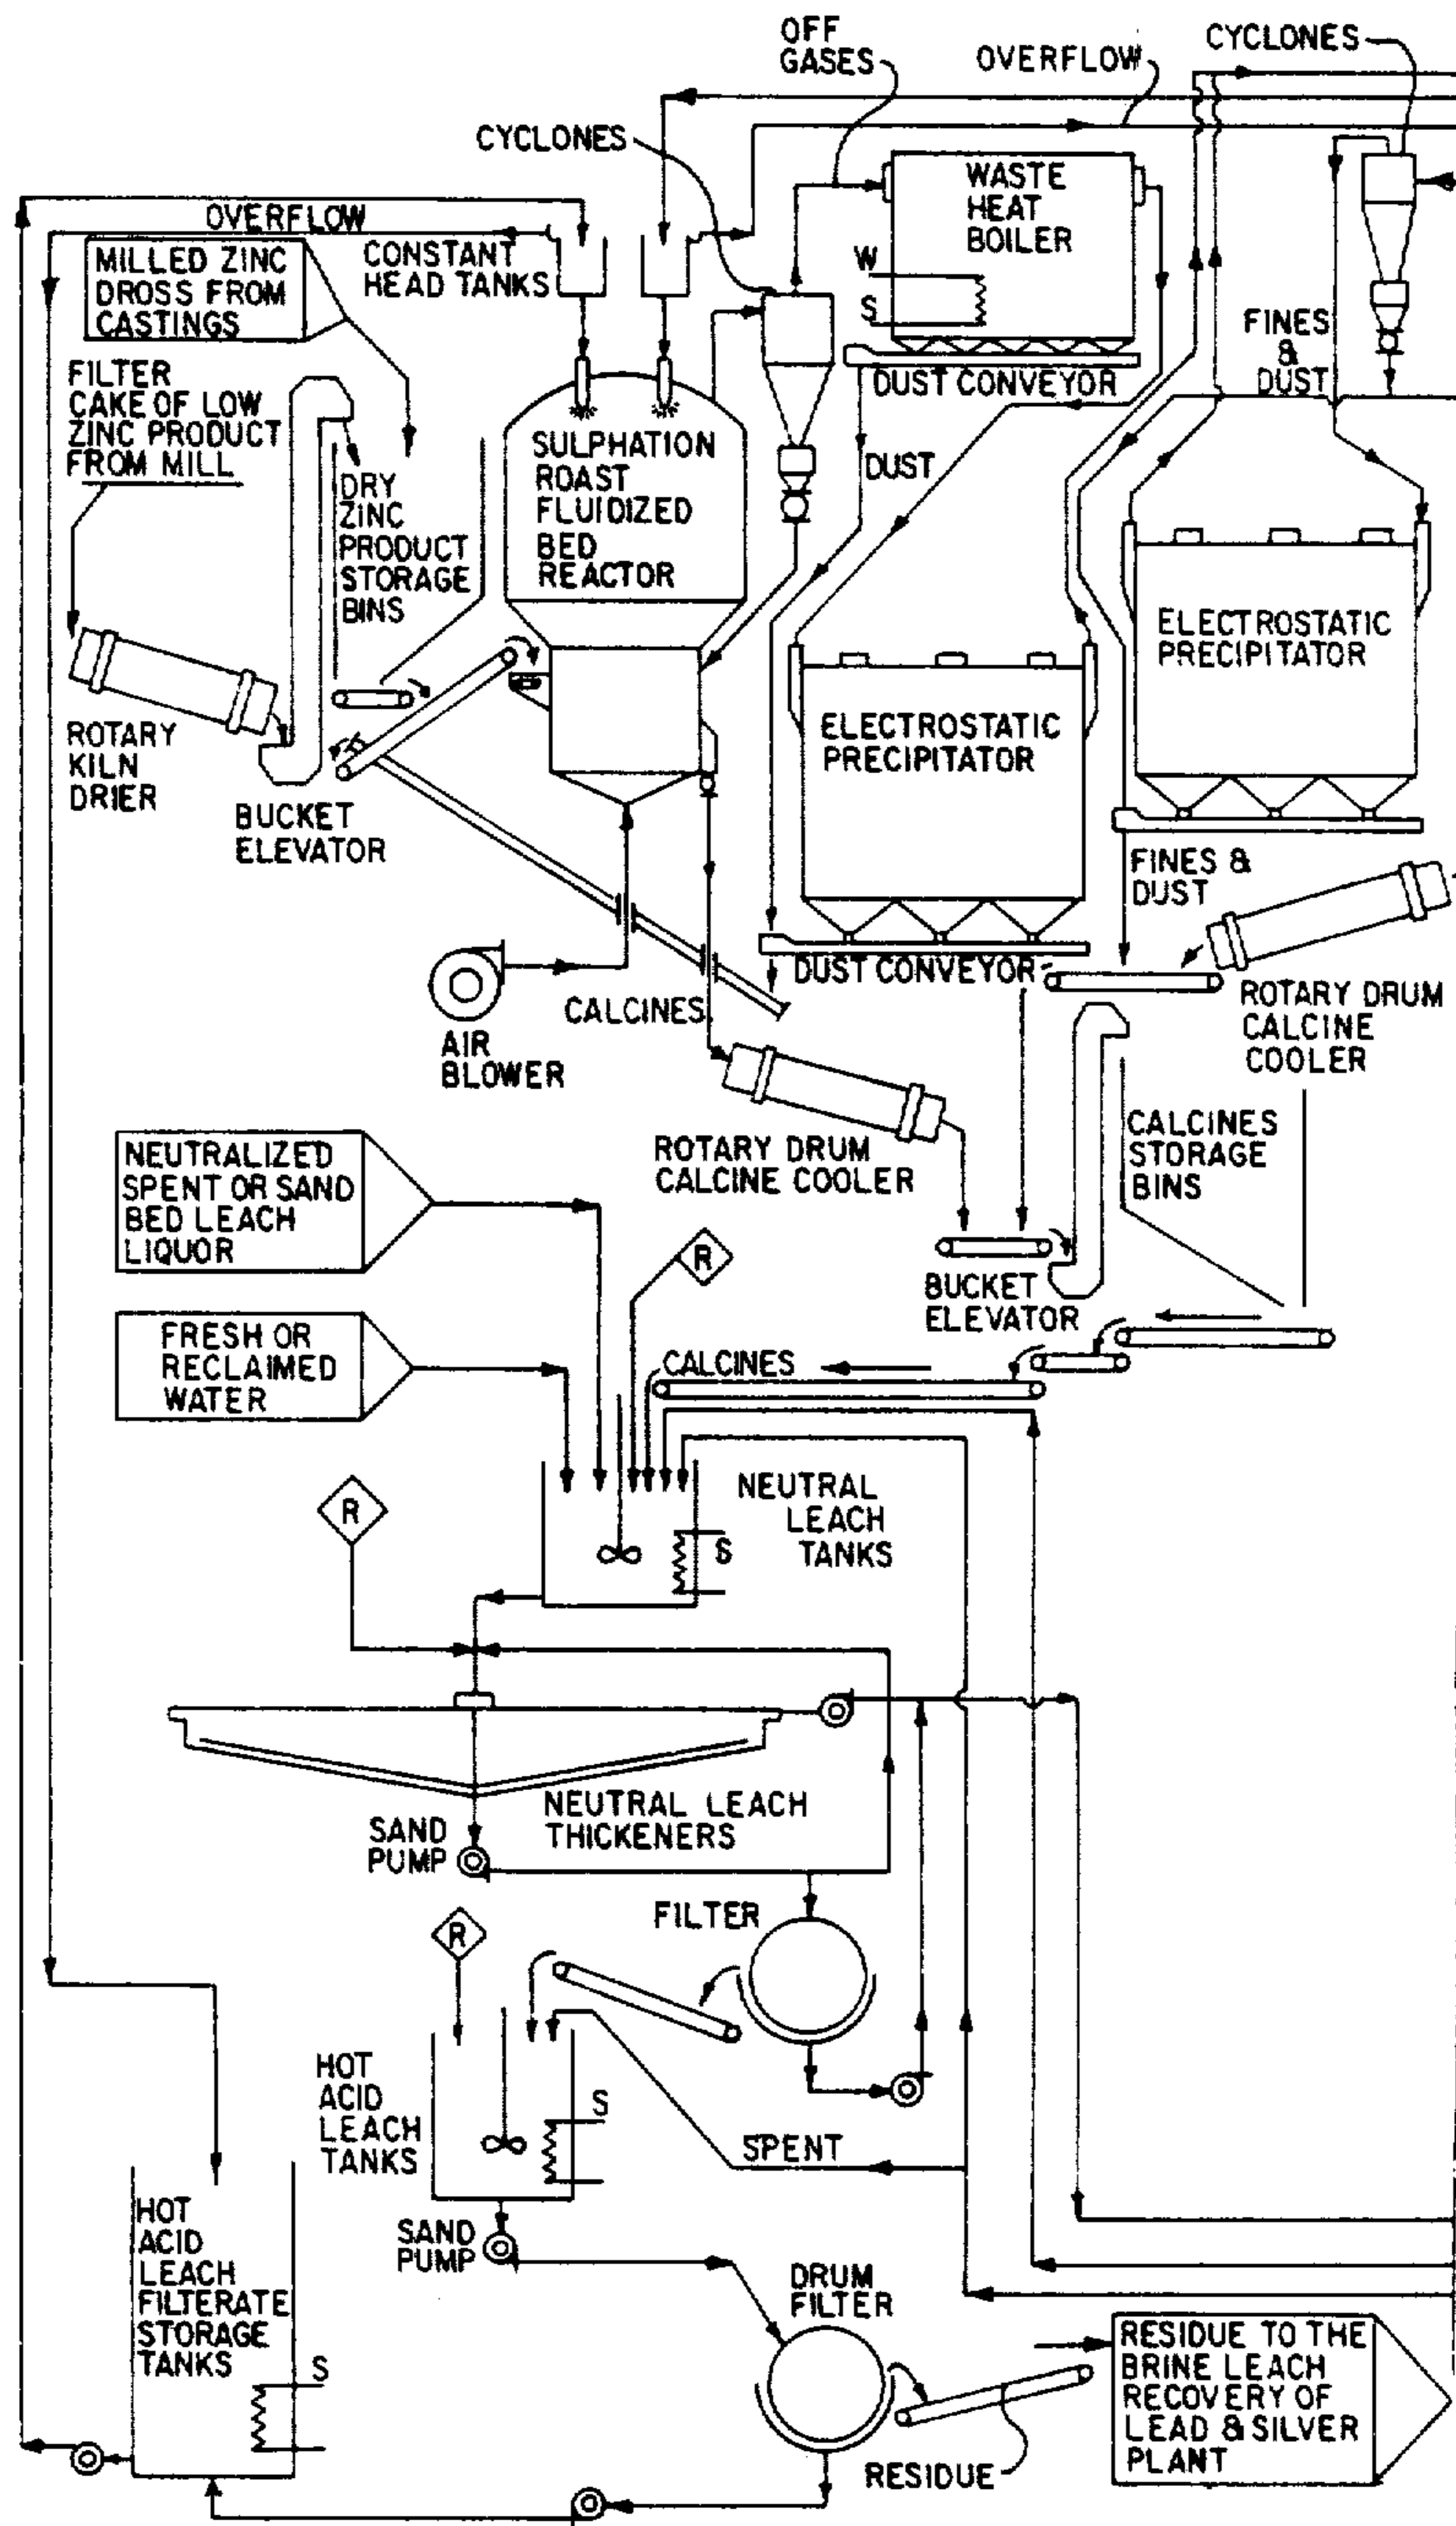 OFF
GASES
OVERFLOW
CYCLONES
CYCLONES
WASTE
HEAT
BOILER
W
S
OVERFLOW
CONSTANT
HEAD TANKS
MILLED ZINC
DROSS FROM
CASTINGS
FILTER
CAKE OF LOW
ZINC PRODUCT
FROM MILL
DUST CONVEYOR
FINES
&
DUST
DUST
SULPHATION
ROAST
FLUIDIZED
BED
REACTOR
DRY
ZINC
PRODUCT
STORAGE
BINS
ELECTROSTATIC
PRECIPITATOR
ELECTROSTATIC
PRECIPITATOR
ROTARY
KILN
DRIER
BUCKET
ELEVATOR
FINES &
DUST
DUST CONVEYOR
CALCINES
AIR
BLOWER
ROTARY DRUM
CALCINE
COOLER
ROTARY DRUM
CALCINE COOLER
CALCINES
STORAGE
BINS
NEUTRALIZED
SPENT OR SAND
BED LEACH
LIQUOR
R
BUCKET
ELEVATOR
FRESH OR
RECLAIMED
WATER
CALCINES
R
NEUTRAL
LEACH
TANKS
S
NEUTRAL LEACH
THICKENERS
SAND
PUMP
FILTER
R
HOT
ACID
LEACH
TANKS
S
SPENT
SAND
PUMP
HOT
ACID
LEACH
FILTERATE
STORAGE
TANKS
S
DRUM
FILTER
RESIDUE TO THE
BRINE LEACH
RECOVERY OF
LEAD & SILVER
PLANT
RESIDUE